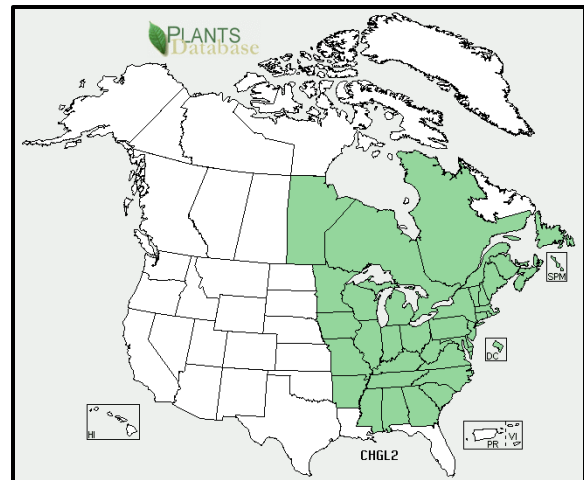 PLANTS
Database
SPM
DC
HI
PR VI
CHGL2